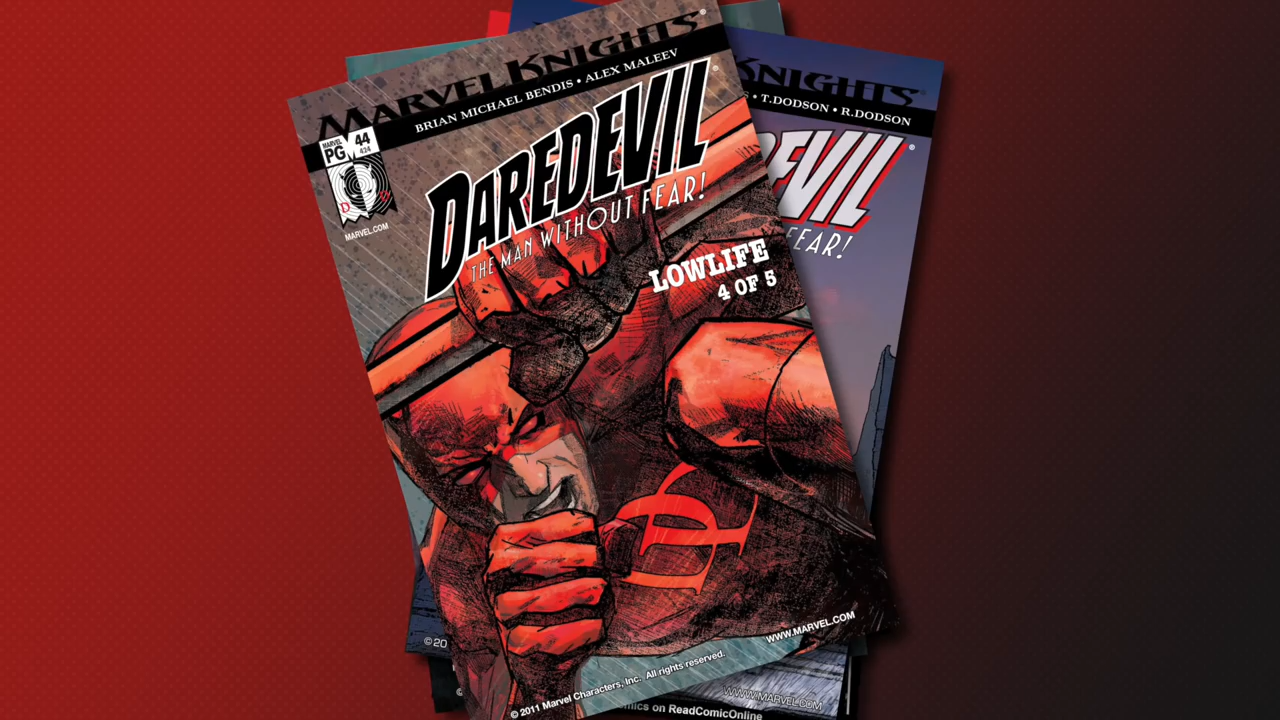 MARVEL KNIGHTS
BRIAN MICHAEL BENDIS • ALEX MALEEV
MARVEL
PG
44
424
D D
MARVEL.COM
DAREDEVIL
THE MAN WITHOUT FEAR!
LOWLIFE
4 OF 5
WWW.MARVEL.COM
© 2011 Marvel Characters, Inc. All rights reserved.
KNIGHTS®
• T.DODSON • R.DODSON
EVIL®
FEAR!
©20
©
WWW.MARVEL.COM
on ReadComicOnline